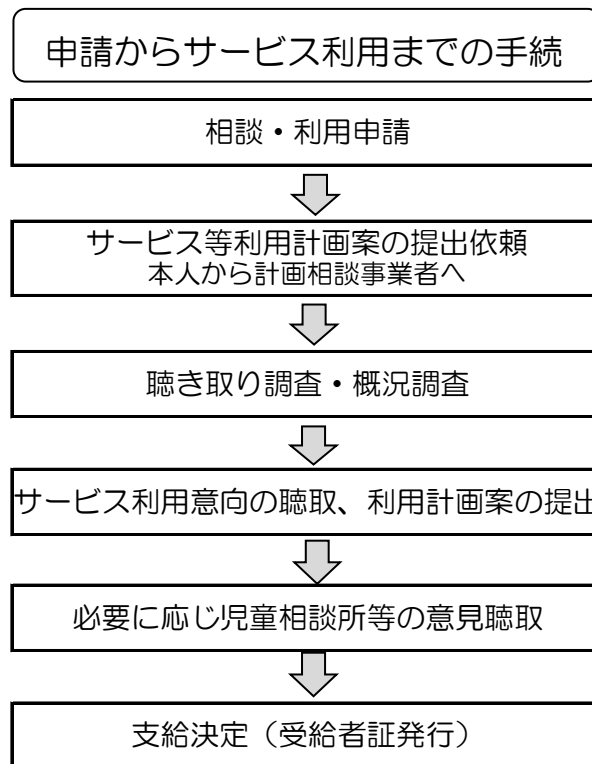 申請からサービス利用までの手続
相談・利用申請
サービス等利用計画案の提出依頼
本人から計画相談事業者へ
聴き取り調査・概況調査
サービス利用意向の聴取、利用計画案の提出
必要に応じ児童相談所等の意見聴取
支給決定（受給者証発行）